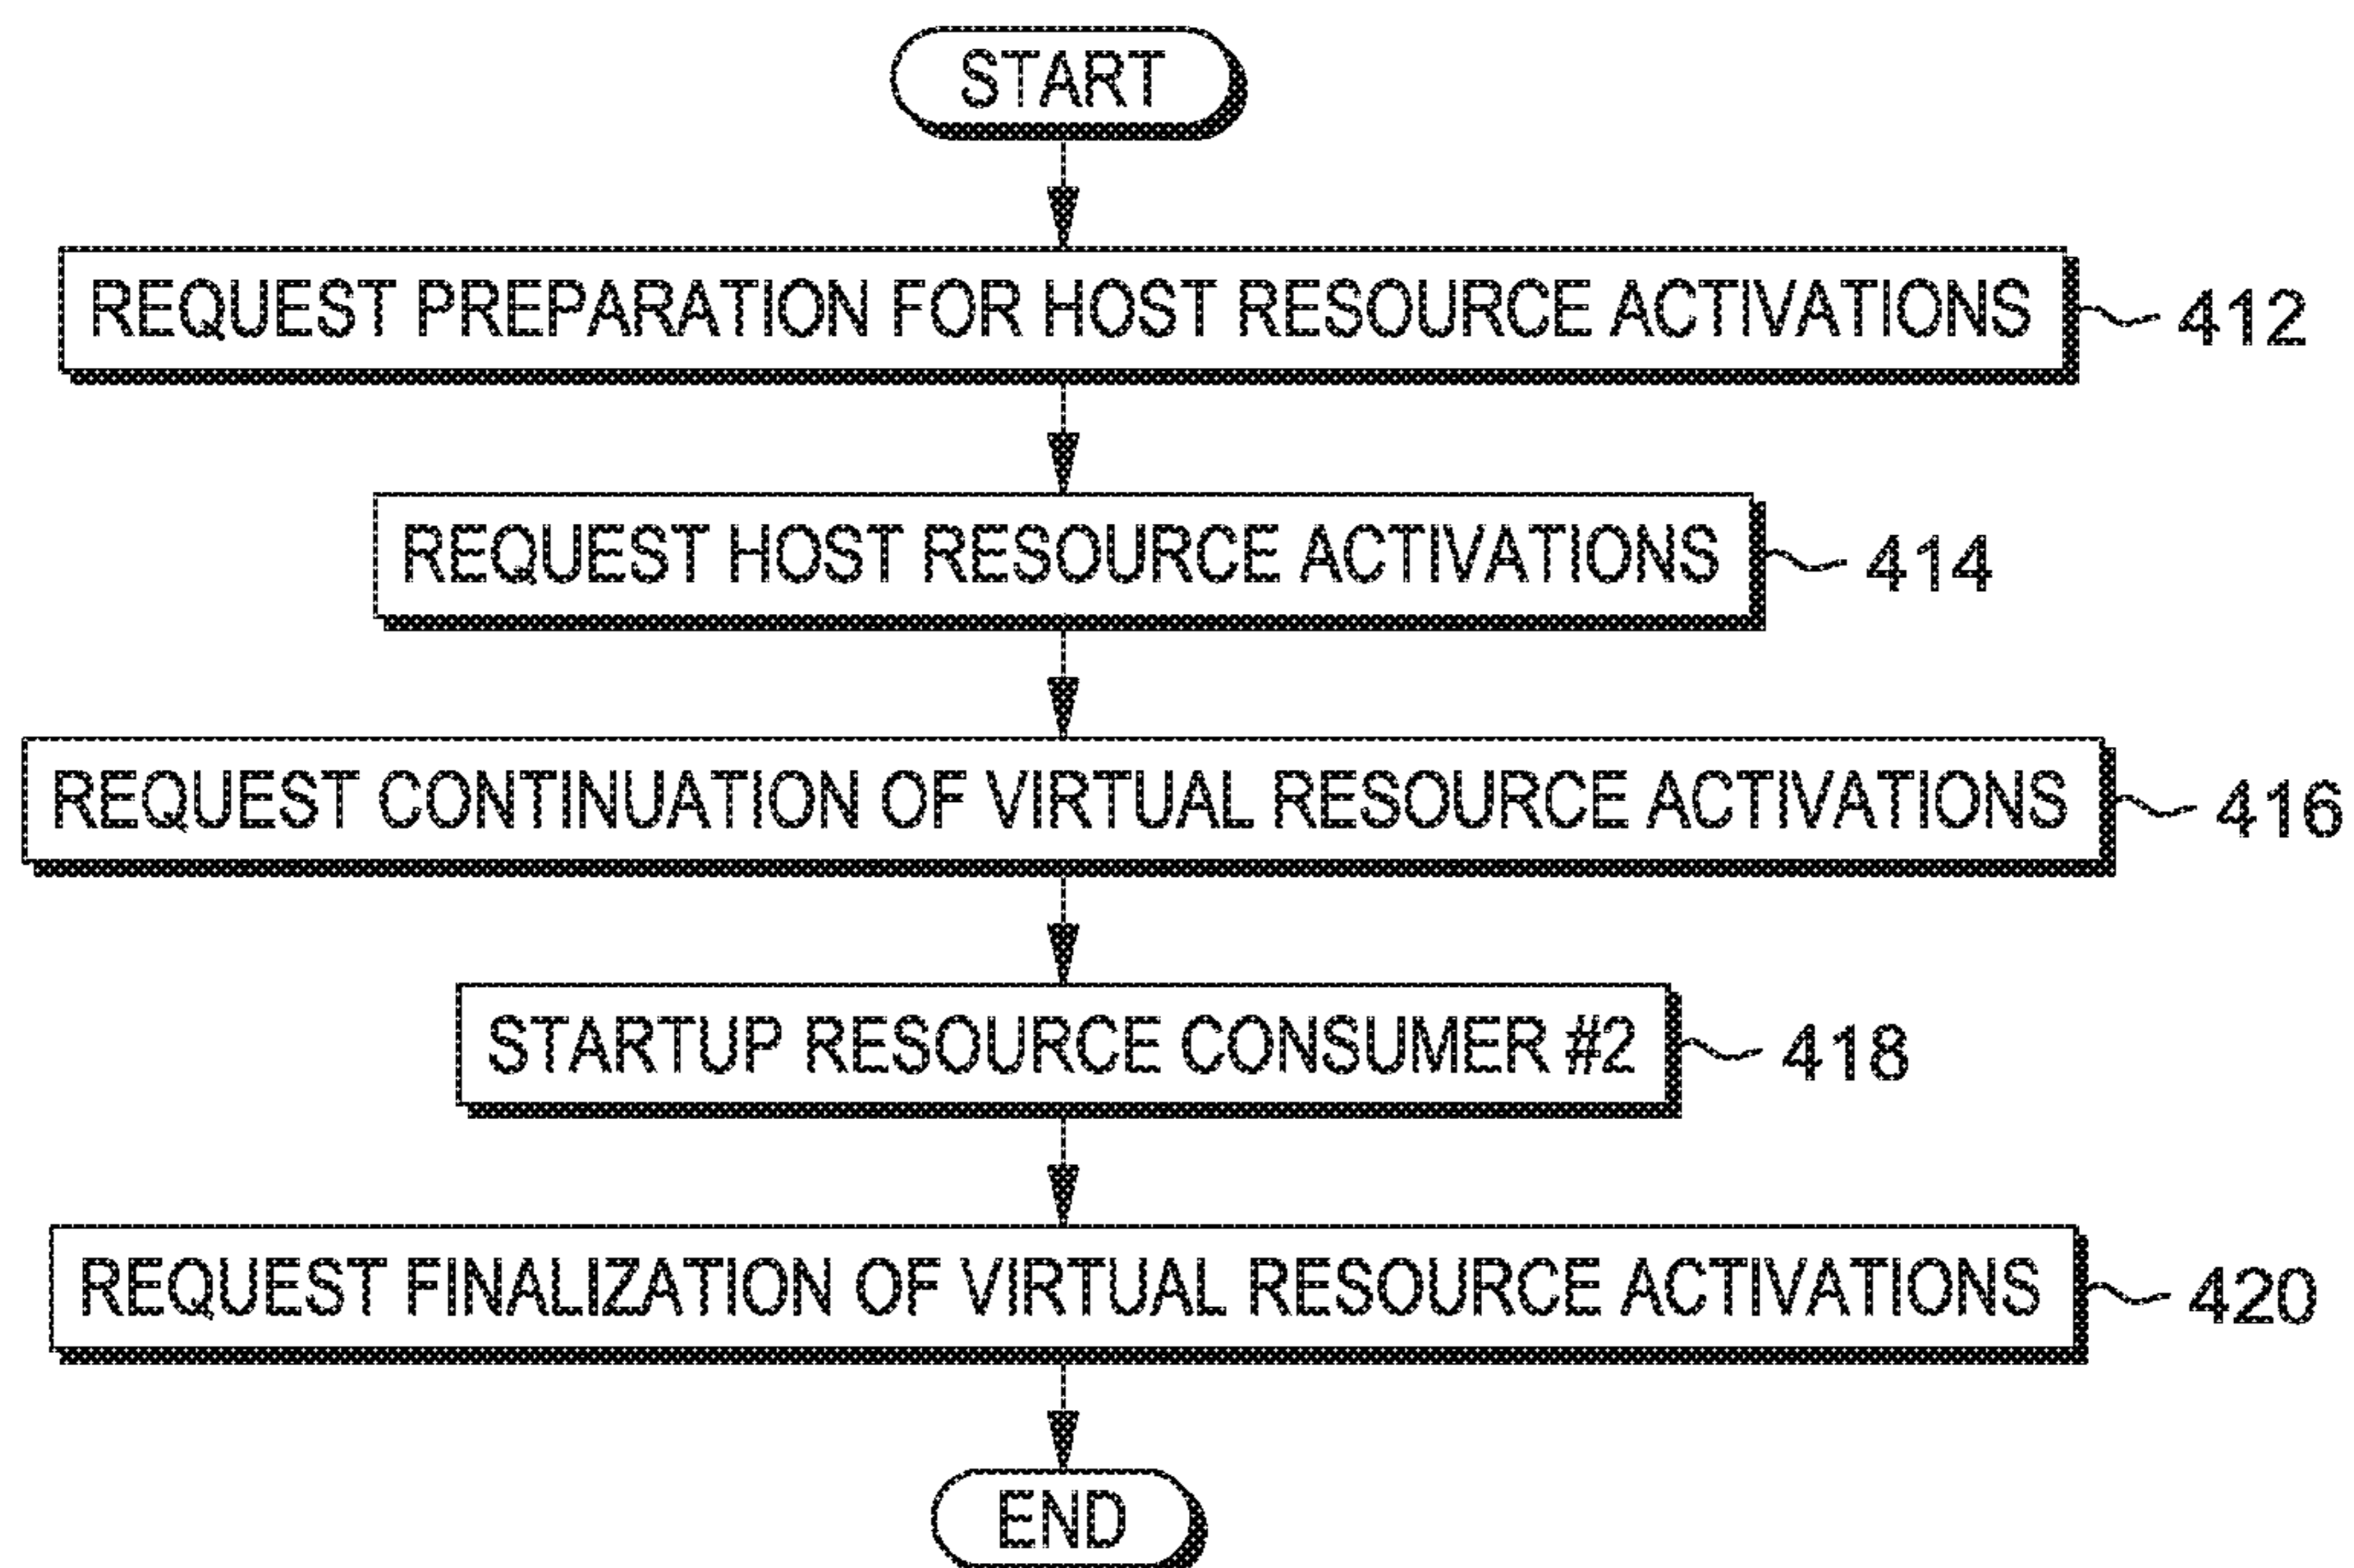 START
REQUEST PREPARATION FOR HOST RESOURCE ACTIVATIONS 412
REQUEST HOST RESOURCE ACTIVATIONS 414
REQUEST CONTINUATION OF VIRTUAL RESOURCE ACTIVATIONS 416
STARTUP RESOURCE CONSUMER #2 418
REQUEST FINALIZATION OF VIRTUAL RESOURCE ACTIVATIONS 420
END